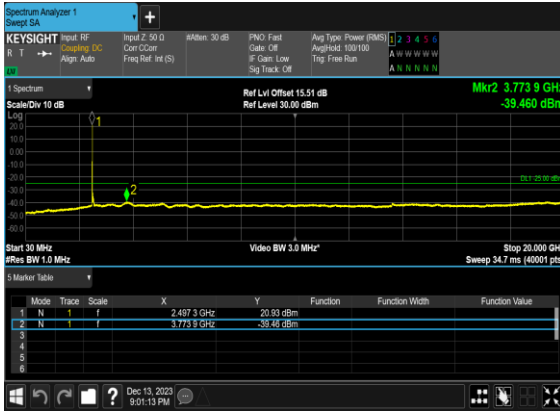 Spectrum Analyzer 1
Swept SA
+
KEYSIGHT
R T
Input: RF
Coupling: DC
Align: Auto
Input Z: 50 Ω
Corr CCorr
Freq Ref: Int (S)
#Atten: 30 dB
PNO: Fast
Gate: Off
IF Gain: Low
Sig Track: Off
Avg Type: Power (RMS)
Avg|Hold: 100/100
Trig: Free Run
1 2 3 4 5 6
A W W W W W
A N N N N N
1 Spectrum
Scale/Div 10 dB
Ref Lvl Offset 15.51 dB
Ref Level 30.00 dBm
Mkr2 3.773 9 GHz
-39.460 dBm
Log
20.0
10.0
0.00
-10.0
-20.0
-30.0
-40.0
-50.0
-60.0
1
2
Start 30 MHz
#Res BW 1.0 MHz
Video BW 3.0 MHz*
Stop 20.000 GH
Sweep 34.7 ms (40001 pts
5 Marker Table
Mode Trace Scale X Y Function Function Width Function Value
1 N 1 f 2.497 3 GHz 20.93 dBm
2 N 1 f 3.773 9 GHz -39.46 dBm
3
4
5
6
?
Dec 13, 2023
9:01:13 PM